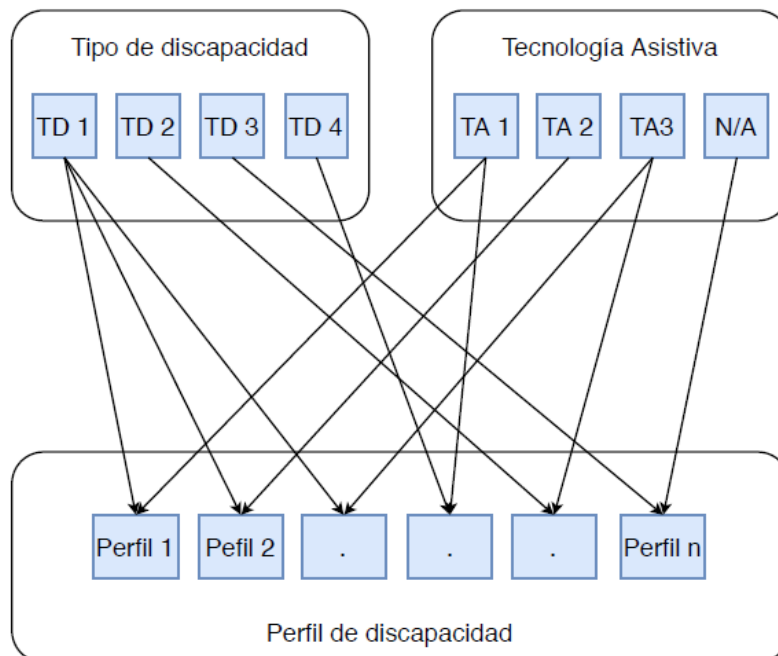 Tipo de discapacidad
Tecnología Asistiva
TD 1
TD 2
TD 3
TD 4
TA 1
TA 2
TA3
N/A
Perfil 1
Pefil 2
.
.
.
Perfil n
Perfil de discapacidad